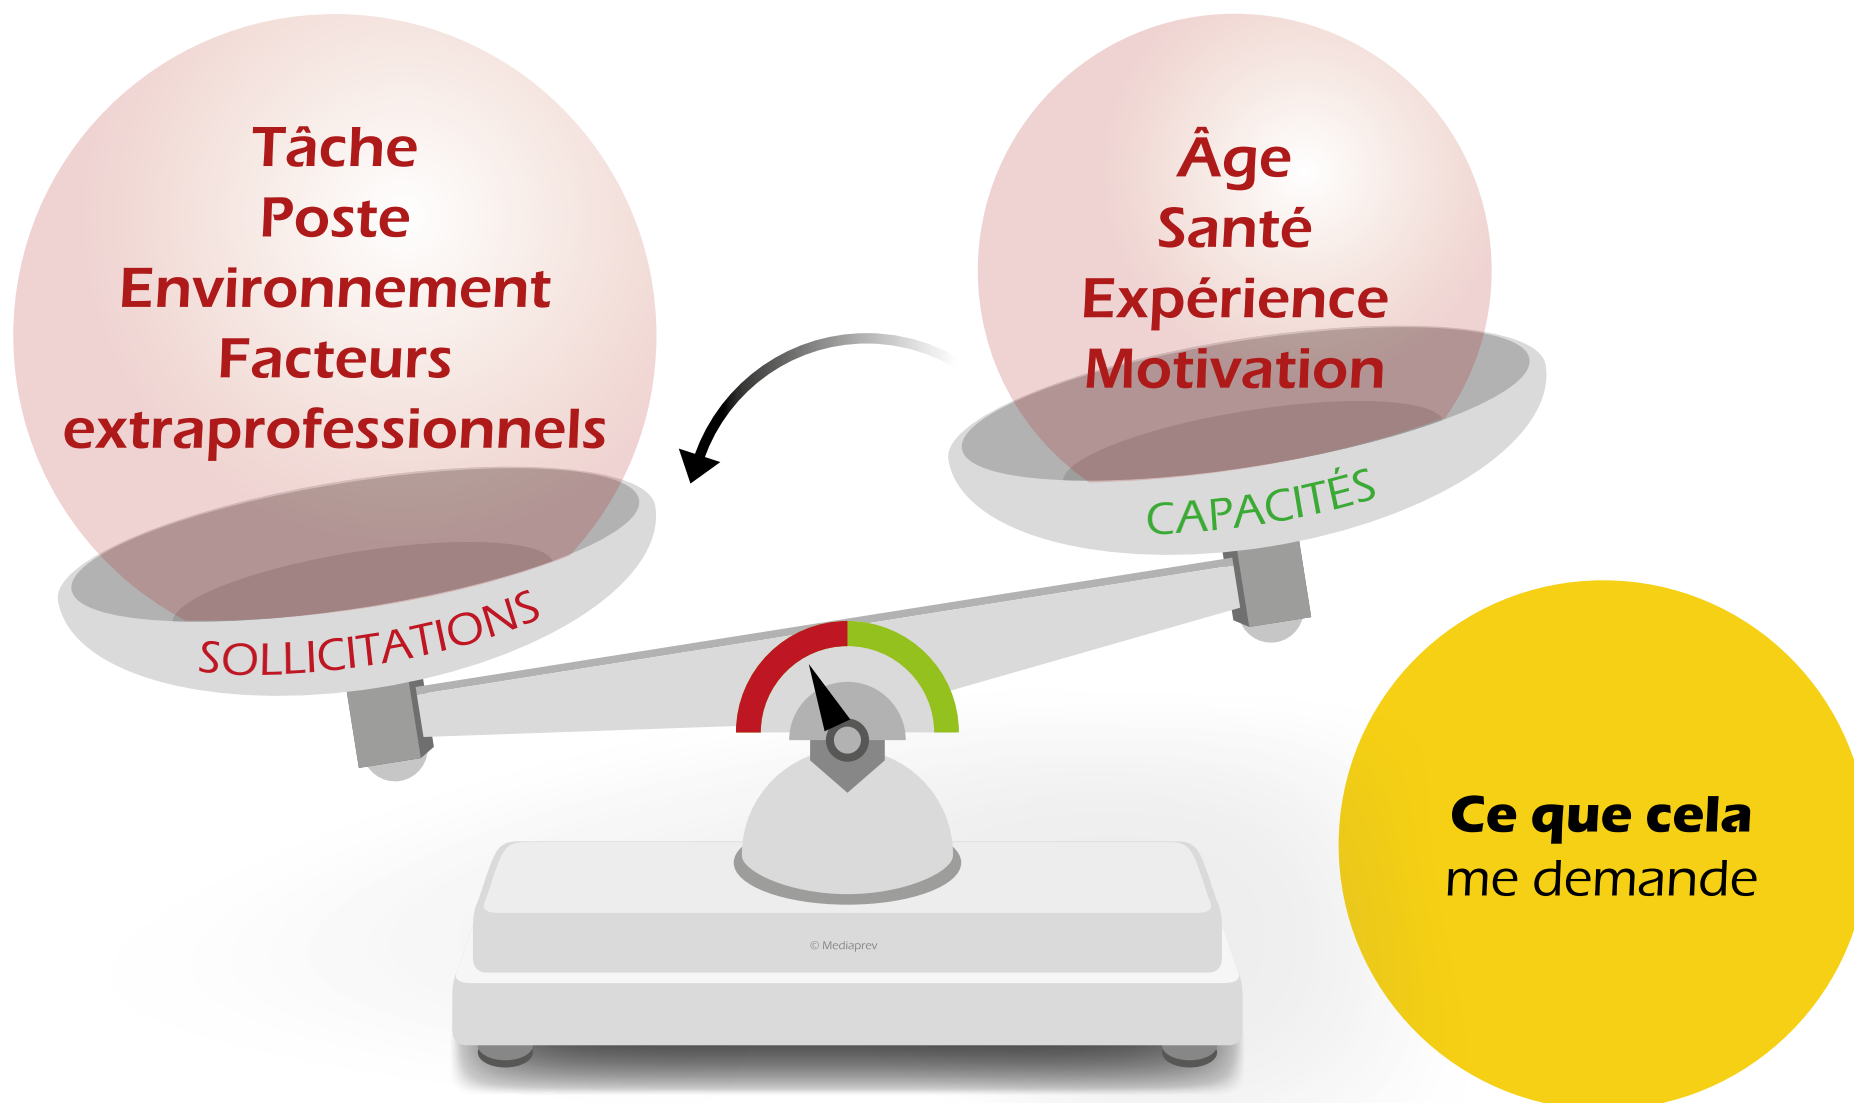 Tâche
Poste
Environnement
Facteurs
extraprofessionnels
SOLLICITATIONS
Âge
Santé
Expérience
Motivation
CAPACITÉS
Ce que cela
me demande
© Mediaprev